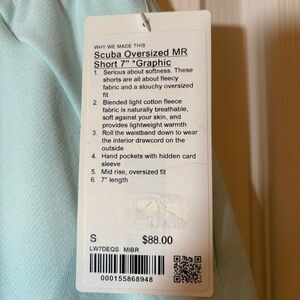 WHY WE MADE THIS
Scuba Oversized MR
Short 7" *Graphic
1. Serious about softness. These
shorts are all about fleecy
fabric and a slouchy oversized
fit
2. Blended light cotton fleece
fabric is naturally breathable,
soft against your skin, and
provides lightweight warmth
3. Roll the waistband down to wear
the interior drawcord on the
outside
4. Hand pockets with hidden card
sleeve
5. Mid rise, oversized fit
6. 7" length
S $88.00
LW7DEQS MIBR
000155868948